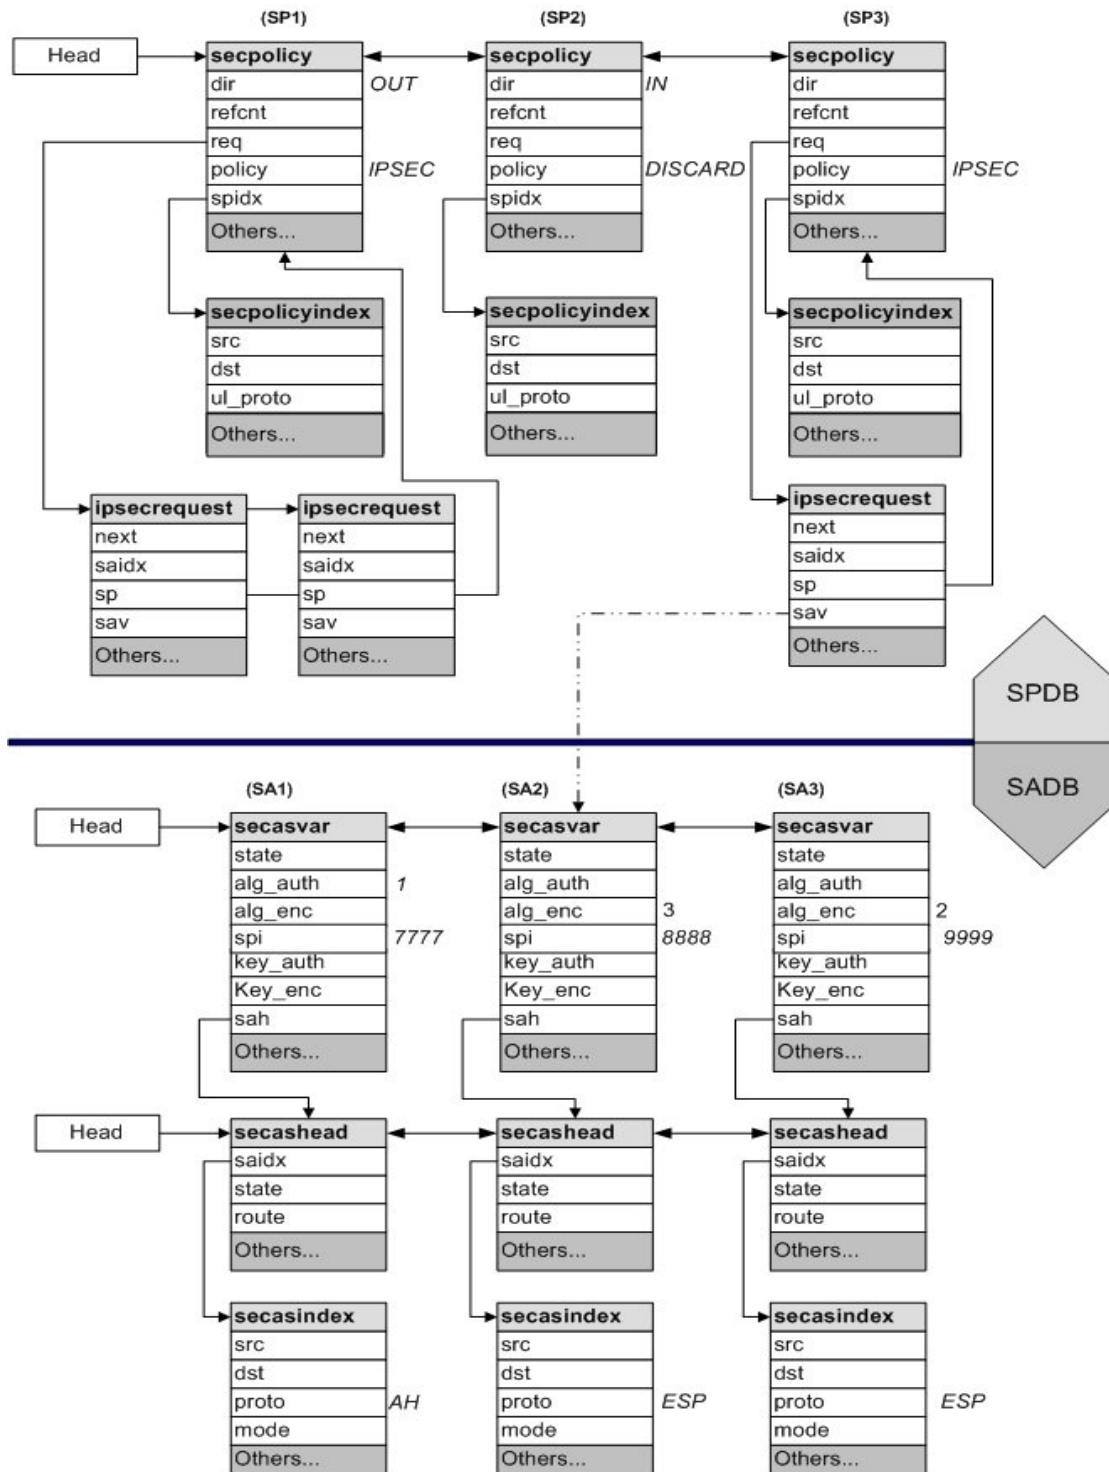 (SP1)
(SP2)
(SP3)
Head
secpolicy
dir
OUT
refcnt
req
policy
IPSEC
spidx
Others...
secpolicy
dir
IN
refcnt
req
policy
DISCARD
spidx
Others...
secpolicy
dir
refcnt
req
policy
IPSEC
spidx
Others...
secpolicyindex
src
dst
ul_proto
Others...
secpolicyindex
src
dst
ul_proto
Others...
secpolicyindex
src
dst
ul_proto
Others...
ipsecrequest
next
saidx
sp
sav
Others...
ipsecrequest
next
saidx
sp
sav
Others...
ipsecrequest
next
saidx
sp
sav
Others...
SPDB
SADB
(SA1)
(SA2)
(SA3)
Head
secasvar
state
alg_auth
1
alg_enc
spi
7777
key_auth
Key_enc
sah
Others...
secasvar
state
alg_auth
alg_enc
3
spi
8888
key_auth
Key_enc
sah
Others...
secasvar
state
alg_auth
alg_enc
2
spi
9999
key_auth
Key_enc
sah
Others...
Head
secashead
saidx
state
route
Others...
secashead
saidx
state
route
Others...
secashead
saidx
state
route
Others...
secasindex
src
dst
proto
AH
mode
Others...
secasindex
src
dst
proto
ESP
mode
Others...
secasindex
src
dst
proto
ESP
mode
Others...